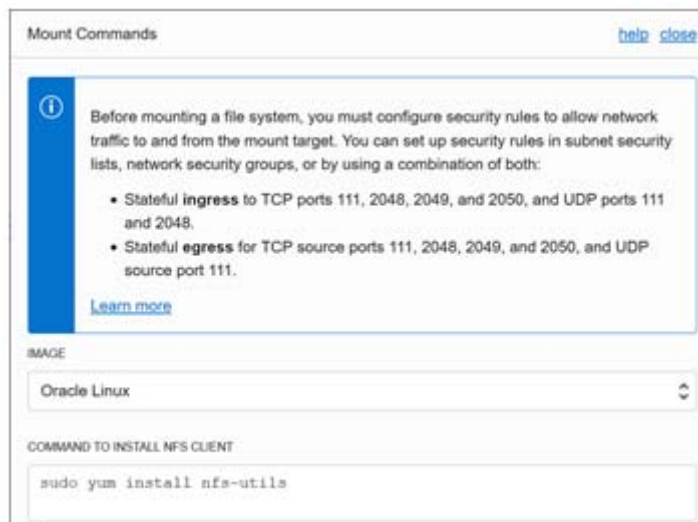 Mount Commands help close
Before mounting a file system, you must configure security rules to allow network
traffic to and from the mount target. You can set up security rules in subnet security
lists, network security groups, or by using a combination of both:
• Stateful ingress to TCP ports 111, 2048, 2049, and 2050, and UDP ports 111
and 2048.
• Stateful egress for TCP source ports 111, 2048, 2049, and 2050, and UDP
source port 111.
Learn more
IMAGE
Oracle Linux
COMMAND TO INSTALL NFS CLIENT
sudo yum install nfs-utils